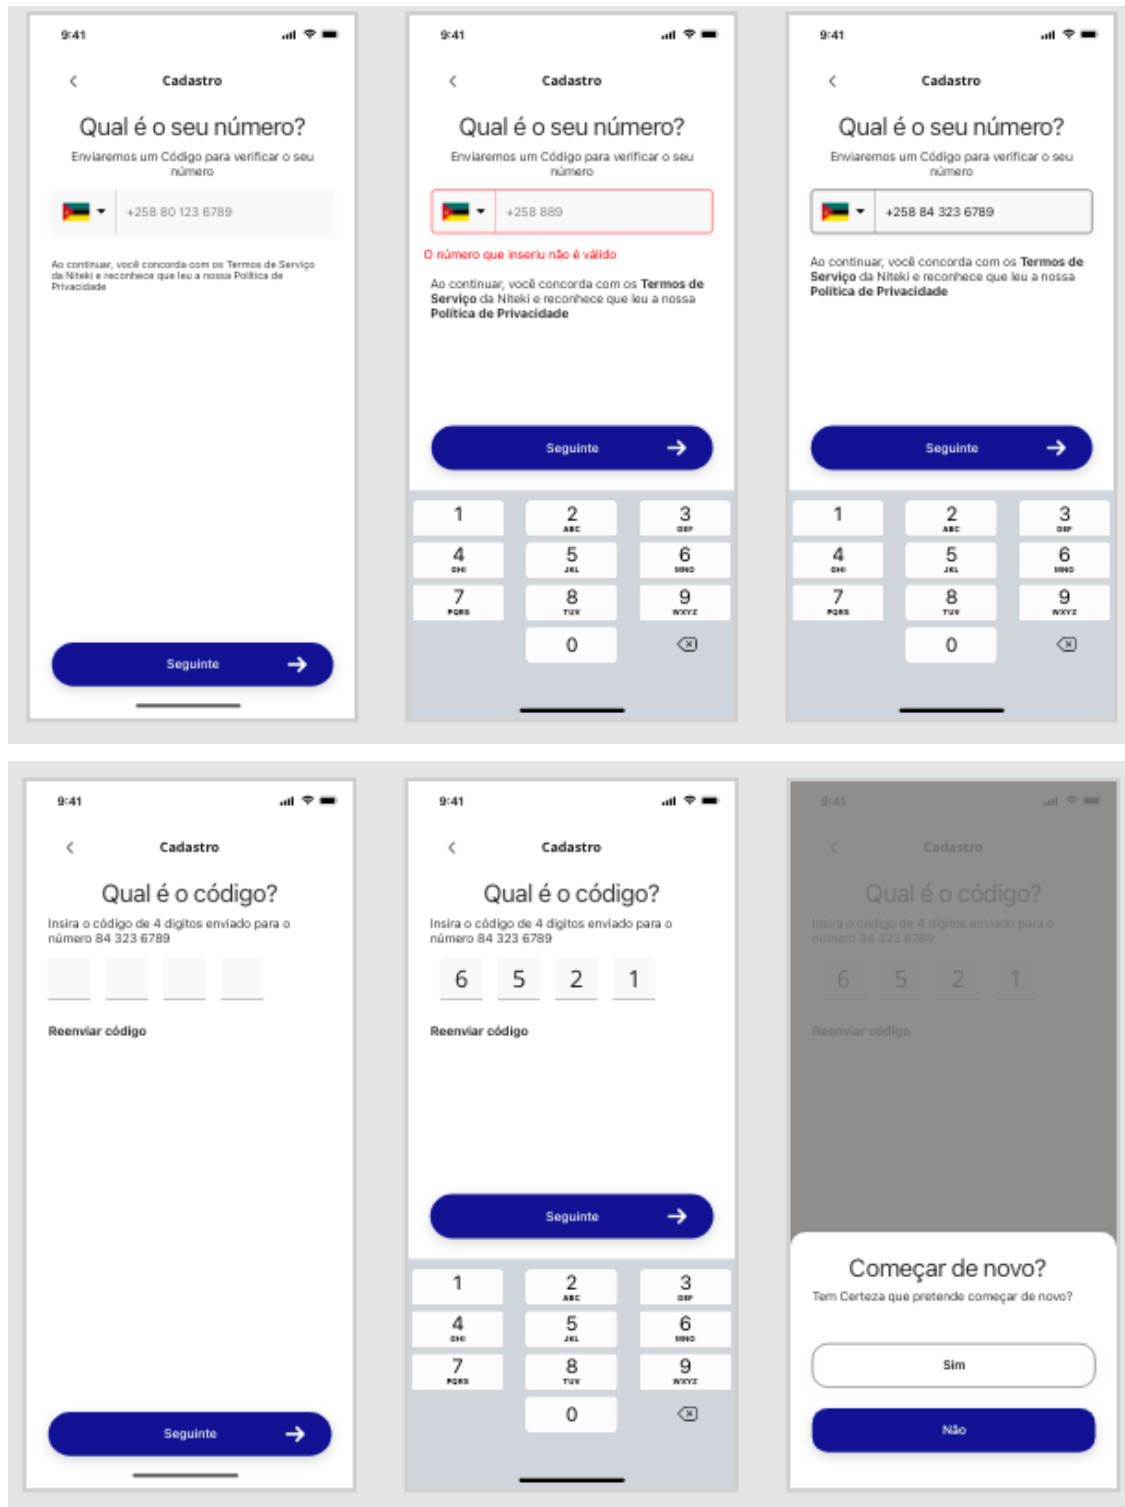 9:41
Cadastro
Qual é o seu número?
Enviaremos um Código para verificar o seu
número
+258 80 123 6789
Ao continuar, você concorda com os Termos de Serviço
da Niteki e reconhece que leu a nossa Política de
Privacidade
Seguinte
9:41
Cadastro
Qual é o seu número?
Enviaremos um Código para verificar o seu
número
+258 889
O número que inseriu não é válido
Ao continuar, você concorda com os Termos de
Serviço da Niteki e reconhece que leu a nossa
Política de Privacidade
Seguinte
1 2 3
ABC DEF
4 5 6
GHI JKL MNO
7 8 9
PQRS TUV WXYZ
0
9:41
Cadastro
Qual é o seu número?
Enviaremos um Código para verificar o seu
número
+258 84 323 6789
Ao continuar, você concorda com os Termos de
Serviço da Niteki e reconhece que leu a nossa
Política de Privacidade
Seguinte
1 2 3
ABC DEF
4 5 6
GHI JKL MNO
7 8 9
PQRS TUV WXYZ
0
9:41
Cadastro
Qual é o código?
Insira o código de 4 digitos enviado para o
número 84 323 6789
Reenviar código
Seguinte
9:41
Cadastro
Qual é o código?
Insira o código de 4 digitos enviado para o
número 84 323 6789
6 5 2 1
Reenviar código
Seguinte
1 2 3
ABC DEF
4 5 6
GHI JKL MNO
7 8 9
PQRS TUV WXYZ
0
9:41
Cadastro
Qual é o código?
Insira o código de 4 digitos enviado para o
número 84 323 6789
6 5 2 1
Reenviar código
Começar de novo?
Tem Certeza que pretende começar de novo?
Sim
Não